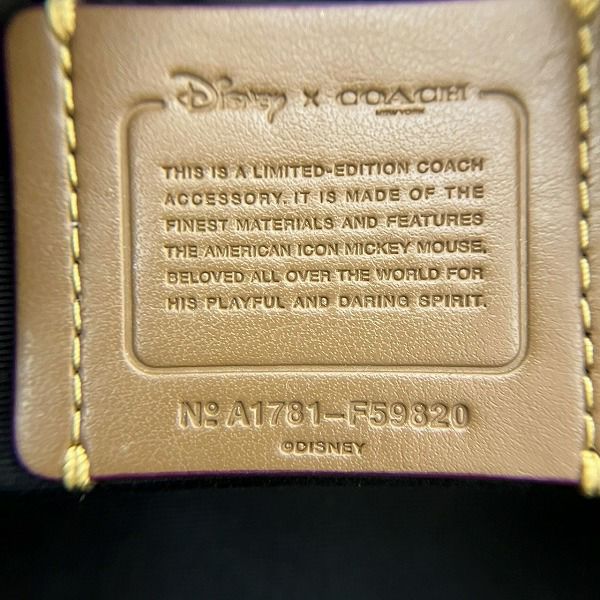 Disney x COACH
NEW YORK
THIS IS A LIMITED-EDITION COACH
ACCESSORY. IT IS MADE OF THE
FINEST MATERIALS AND FEATURES
THE AMERICAN ICON MICKEY MOUSE,
BELOVED ALL OVER THE WORLD FOR
HIS PLAYFUL AND DARING SPIRIT.
Nº A1781-F59820
©DISNEY